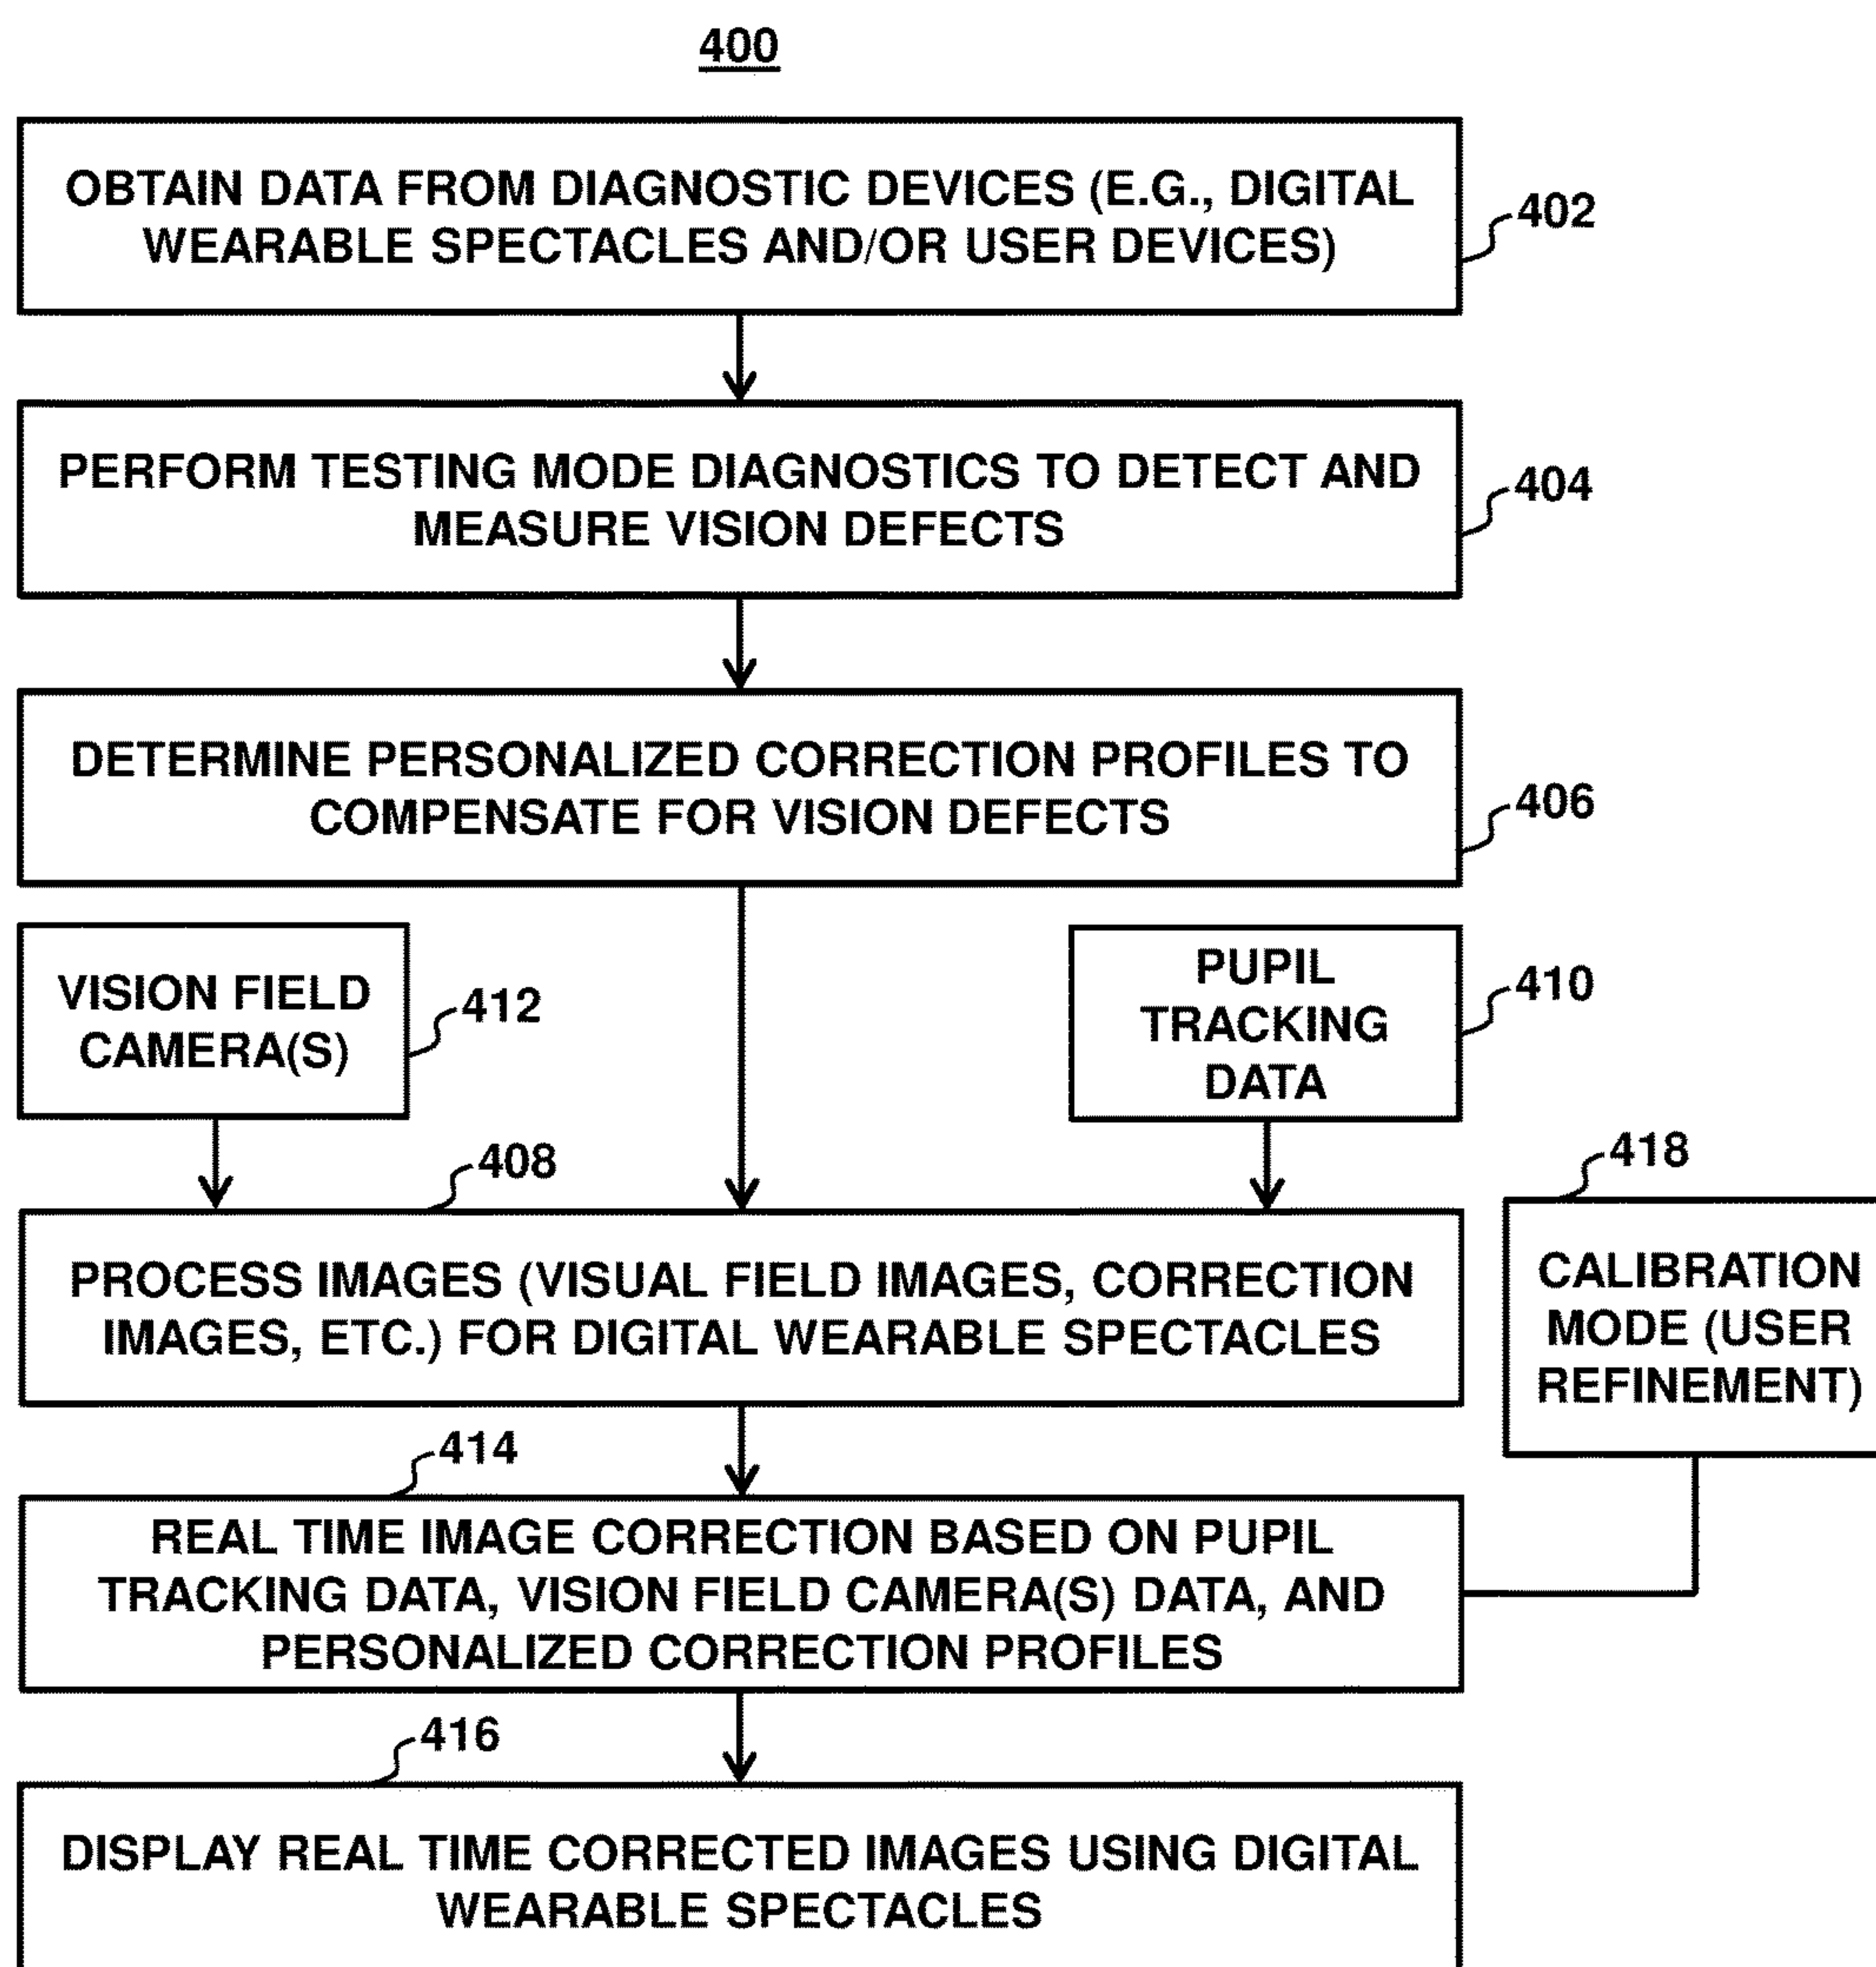 400
OBTAIN DATA FROM DIAGNOSTIC DEVICES (E.G., DIGITAL
WEARABLE SPECTACLES AND/OR USER DEVICES)
402
PERFORM TESTING MODE DIAGNOSTICS TO DETECT AND
MEASURE VISION DEFECTS
404
DETERMINE PERSONALIZED CORRECTION PROFILES TO
COMPENSATE FOR VISION DEFECTS
406
VISION FIELD
CAMERA(S)
412
PUPIL
TRACKING
DATA
410
408
PROCESS IMAGES (VISUAL FIELD IMAGES, CORRECTION
IMAGES, ETC.) FOR DIGITAL WEARABLE SPECTACLES
418
CALIBRATION
MODE (USER
REFINEMENT)
414
REAL TIME IMAGE CORRECTION BASED ON PUPIL
TRACKING DATA, VISION FIELD CAMERA(S) DATA, AND
PERSONALIZED CORRECTION PROFILES
416
DISPLAY REAL TIME CORRECTED IMAGES USING DIGITAL
WEARABLE SPECTACLES